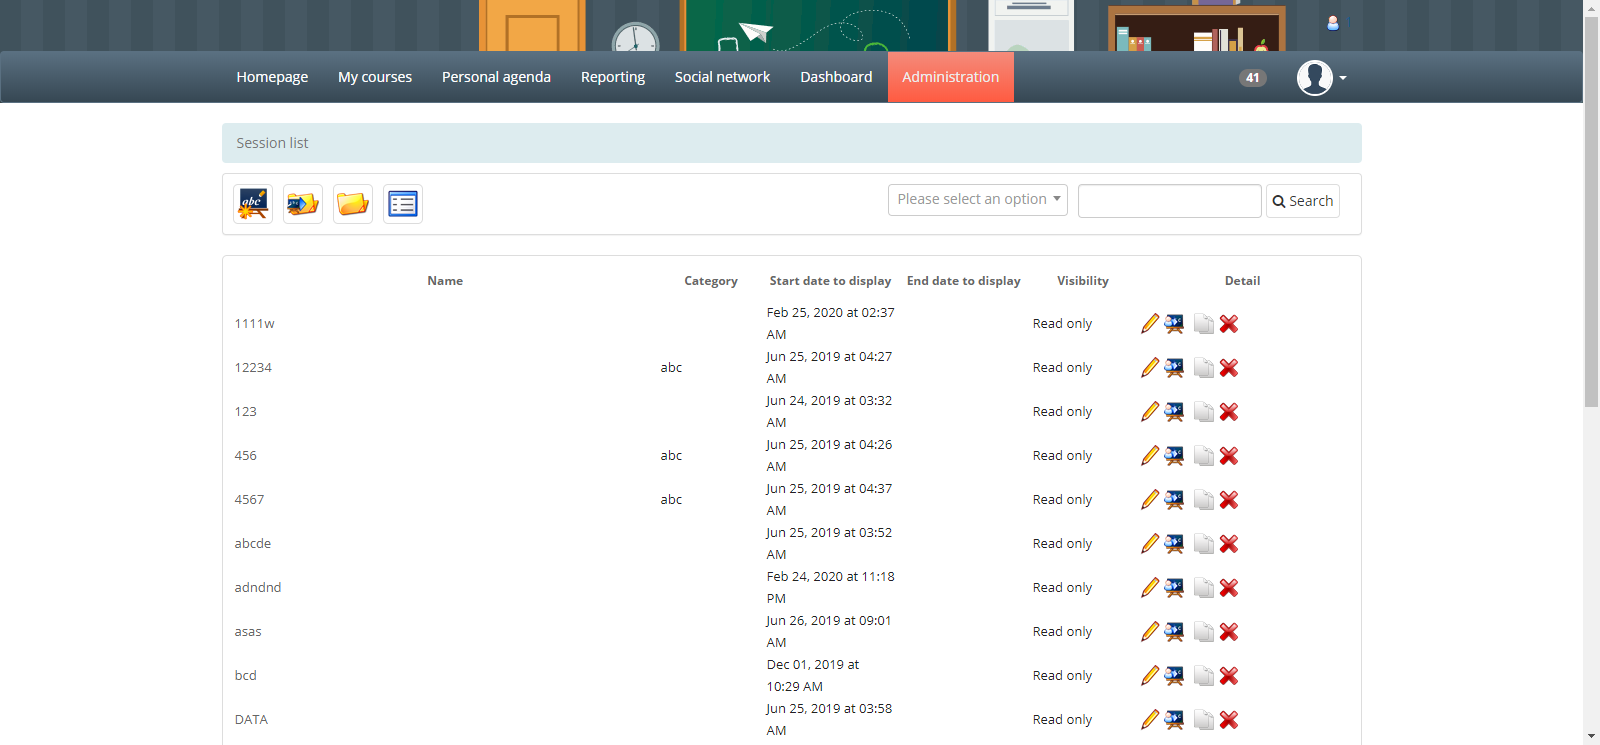 Homepage My courses Personal agenda Reporting Social network Dashboard Administration 41
Session list
abc Please select an option Search
Name Category Start date to display End date to display Visibility Detail
1111w Feb 25, 2020 at 02:37 AM Read only
12234 abc Jun 25, 2019 at 04:27 AM Read only
123 Jun 24, 2019 at 03:32 AM Read only
456 abc Jun 25, 2019 at 04:26 AM Read only
4567 abc Jun 25, 2019 at 04:37 AM Read only
abcde Jun 25, 2019 at 03:52 AM Read only
adndnd Feb 24, 2020 at 11:18 PM Read only
asas Jun 26, 2019 at 09:01 AM Read only
bcd Dec 01, 2019 at 10:29 AM Read only
DATA Jun 25, 2019 at 03:58 AM Read only